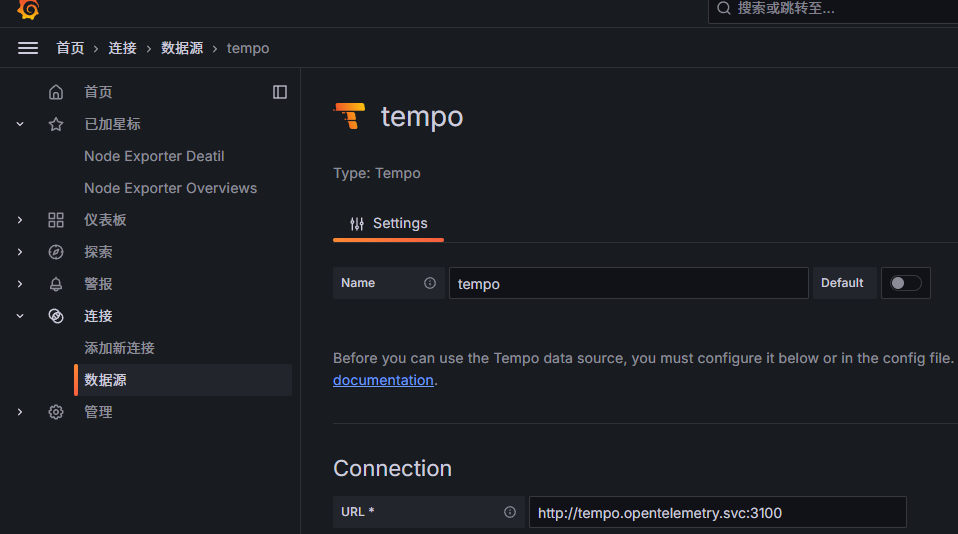 搜索或跳转至...
首页 › 连接 › 数据源 › tempo
首页
已加星标
Node Exporter Deatil
Node Exporter Overviews
仪表板
探索
警报
连接
添加新连接
数据源
管理
tempo
Type: Tempo
Settings
Name tempo Default
Before you can use the Tempo data source, you must configure it below or in the config file.
documentation.
Connection
URL * http://tempo.opentelemetry.svc:3100